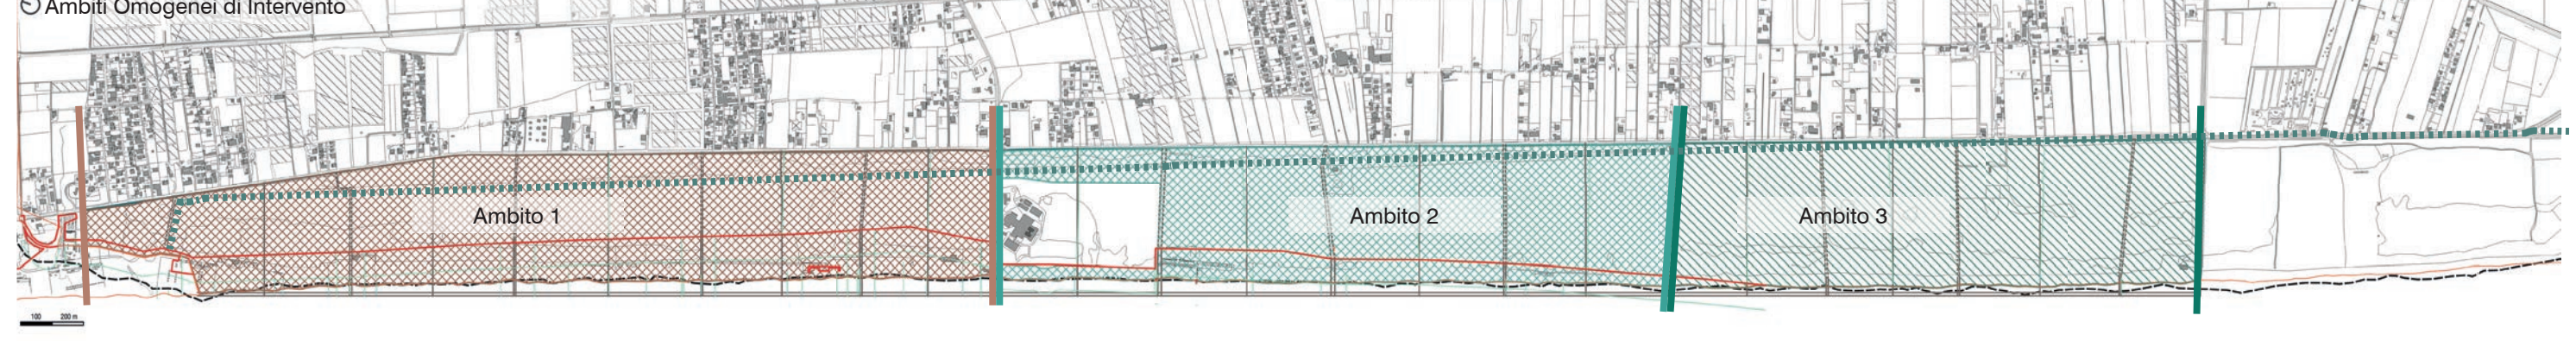 Ambiti Omogenei di Intervento
Ambito 1
Ambito 2
Ambito 3
100 200 m